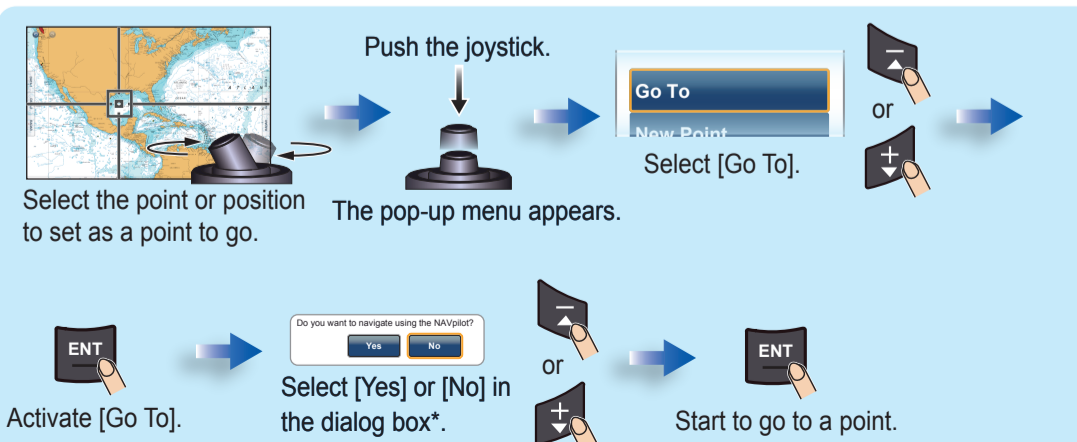 Push the joystick.
Go To
New Point
or
Select [Go To].
Select the point or position
to set as a point to go.
The pop-up menu appears.
ENT
Do you want to navigate using the NAVpilot?
Yes
No
or
ENT
Activate [Go To].
Select [Yes] or [No] in
the dialog box*.
Start to go to a point.